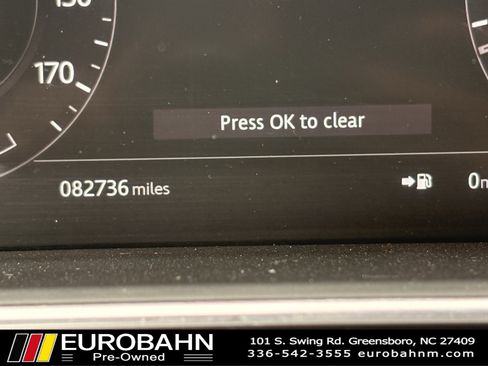 170
Press OK to clear
082736 miles
0
EUROBAHN
Pre-Owned
101 S. Swing Rd. Greensboro, NC 27409
336-542-3555 eurobahnm.com